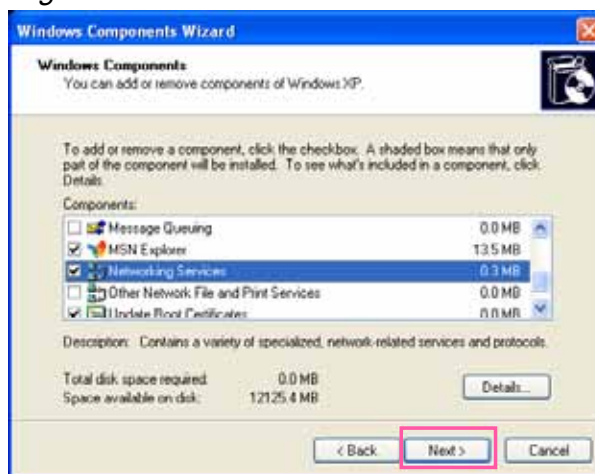 Windows Components Wizard
Windows Components
You can add or remove components of Windows XP.
To add or remove a component, click the checkbox. A shaded box means that only
part of the component will be installed. To see what's included in a component, click
Details.
Components:
Message Queuing 0.0 MB
MSN Explorer 13.5 MB
Networking Services 0.3 MB
Other Network File and Print Services 0.0 MB
Update Root Certificates 0.0 MB
Description: Contains a variety of specialized, network-related services and protocols.
Total disk space required: 0.0 MB
Space available on disk: 12125.4 MB
Details...
< Back Next > Cancel